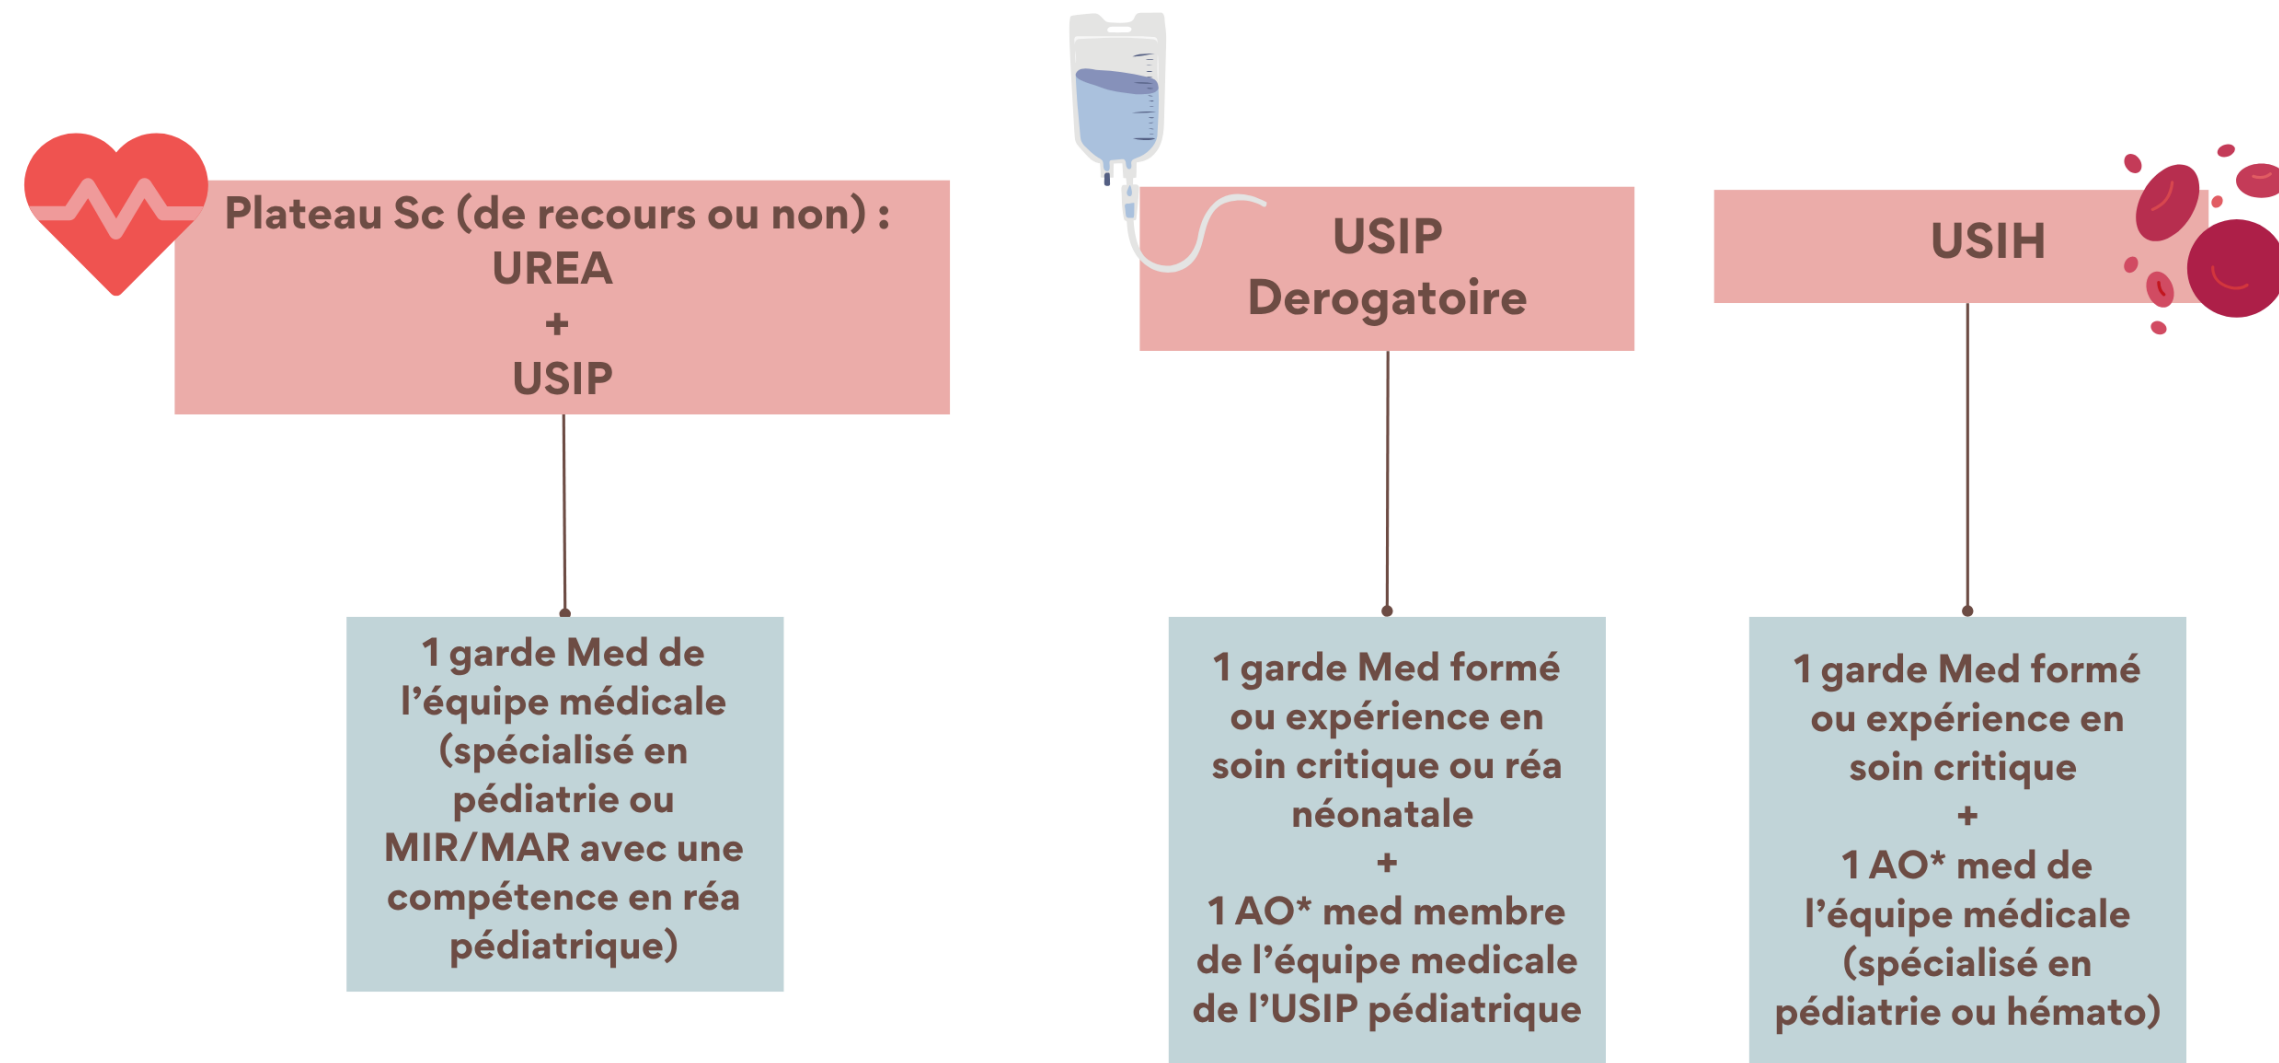 Plateau Sc (de recours ou non) :
UREA
+
USIP
USIP
Derogatoire
USIH
1 garde Med de
l’équipe médicale
(spécialisé en
pédiatrie ou
MIR/MAR avec une
compétence en réa
pédiatrique)
1 garde Med formé
ou expérience en
soin critique ou réa
néonatale
+
1 AO* med membre
de l’équipe medicale
de l’USIP pédiatrique
1 garde Med formé
ou expérience en
soin critique
+
1 AO* med de
l’équipe médicale
(spécialisé en
pédiatrie ou hémato)